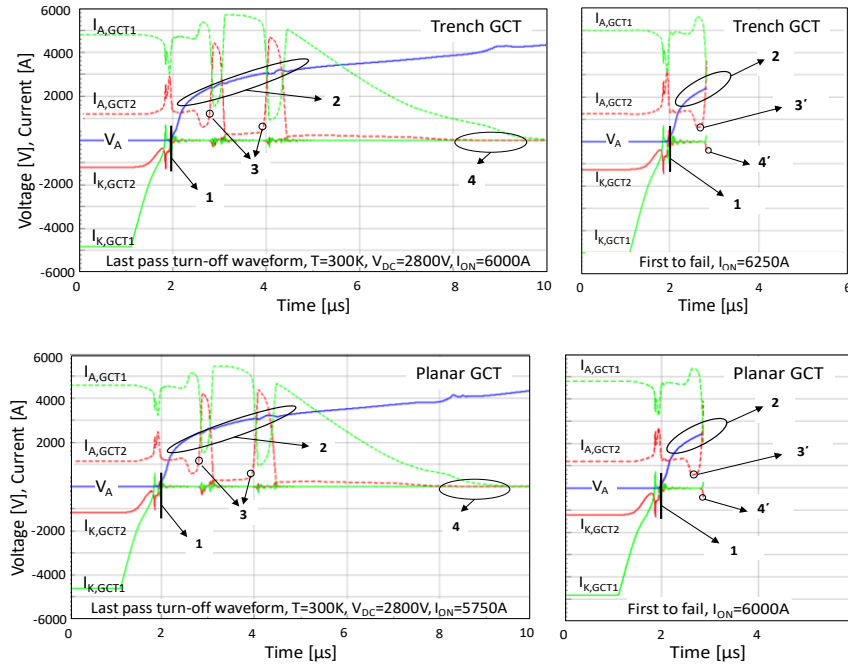 Voltage [V], Current [A]
6000
4000
2000
0
-2000
-4000
-6000
Trench GCT
I_A,GCT1
I_A,GCT2
V_A
I_K,GCT2
I_K,GCT1
1
2
3
4
Last pass turn-off waveform, T=300K, V_DC=2800V, I_ON=6000A
0 2 4 6 8 10
Time [µs]
Trench GCT
I_A,GCT1
I_A,GCT2
V_A
I_K,GCT2
I_K,GCT1
2
3′
4′
1
First to fail, I_ON=6250A
0 2 4 6
Time [µs]
Voltage [V], Current [A]
6000
4000
2000
0
-2000
-4000
-6000
Planar GCT
I_A,GCT1
I_A,GCT2
V_A
I_K,GCT2
I_K,GCT1
2
3
1
4
Last pass turn-off waveform, T=300K, V_DC=2800V, I_ON=5750A
0 2 4 6 8 10
Time [µs]
Planar GCT
I_A,GCT1
I_A,GCT2
V_A
I_K,GCT2
I_K,GCT1
2
3′
4′
1
First to fail, I_ON=6000A
0 2 4
Time [µs]